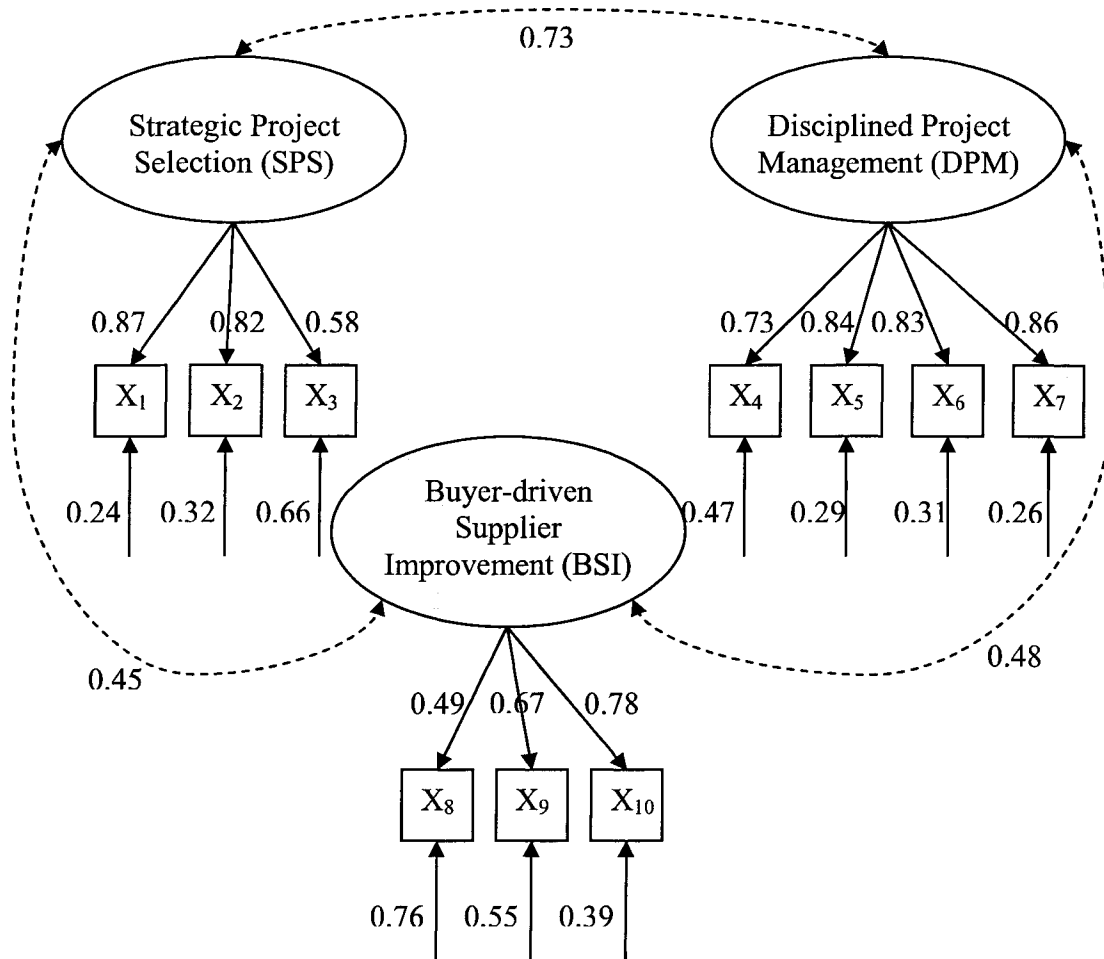 0.73
Strategic Project
Selection (SPS)
Disciplined Project
Management (DPM)
0.87 0.82 0.58
0.73 0.84 0.83 0.86
X₁ X₂ X₃
X₄ X₅ X₆ X₇
0.24 0.32 0.66
0.47 0.29 0.31 0.26
Buyer-driven
Supplier
Improvement (BSI)
0.45
0.48
0.49 0.67 0.78
X₈ X₉ X₁₀
0.76 0.55 0.39